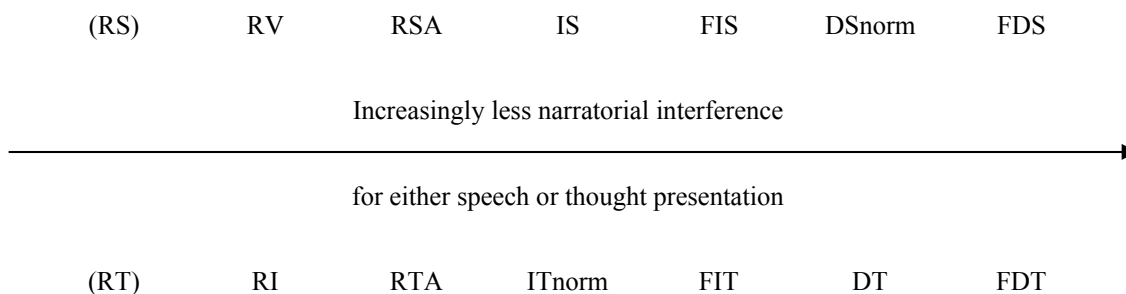 (RS) RV RSA IS FIS DSnorm FDS
Increasingly less narratorial interference
for either speech or thought presentation
(RT) RI RTA ITnorm FIT DT FDT